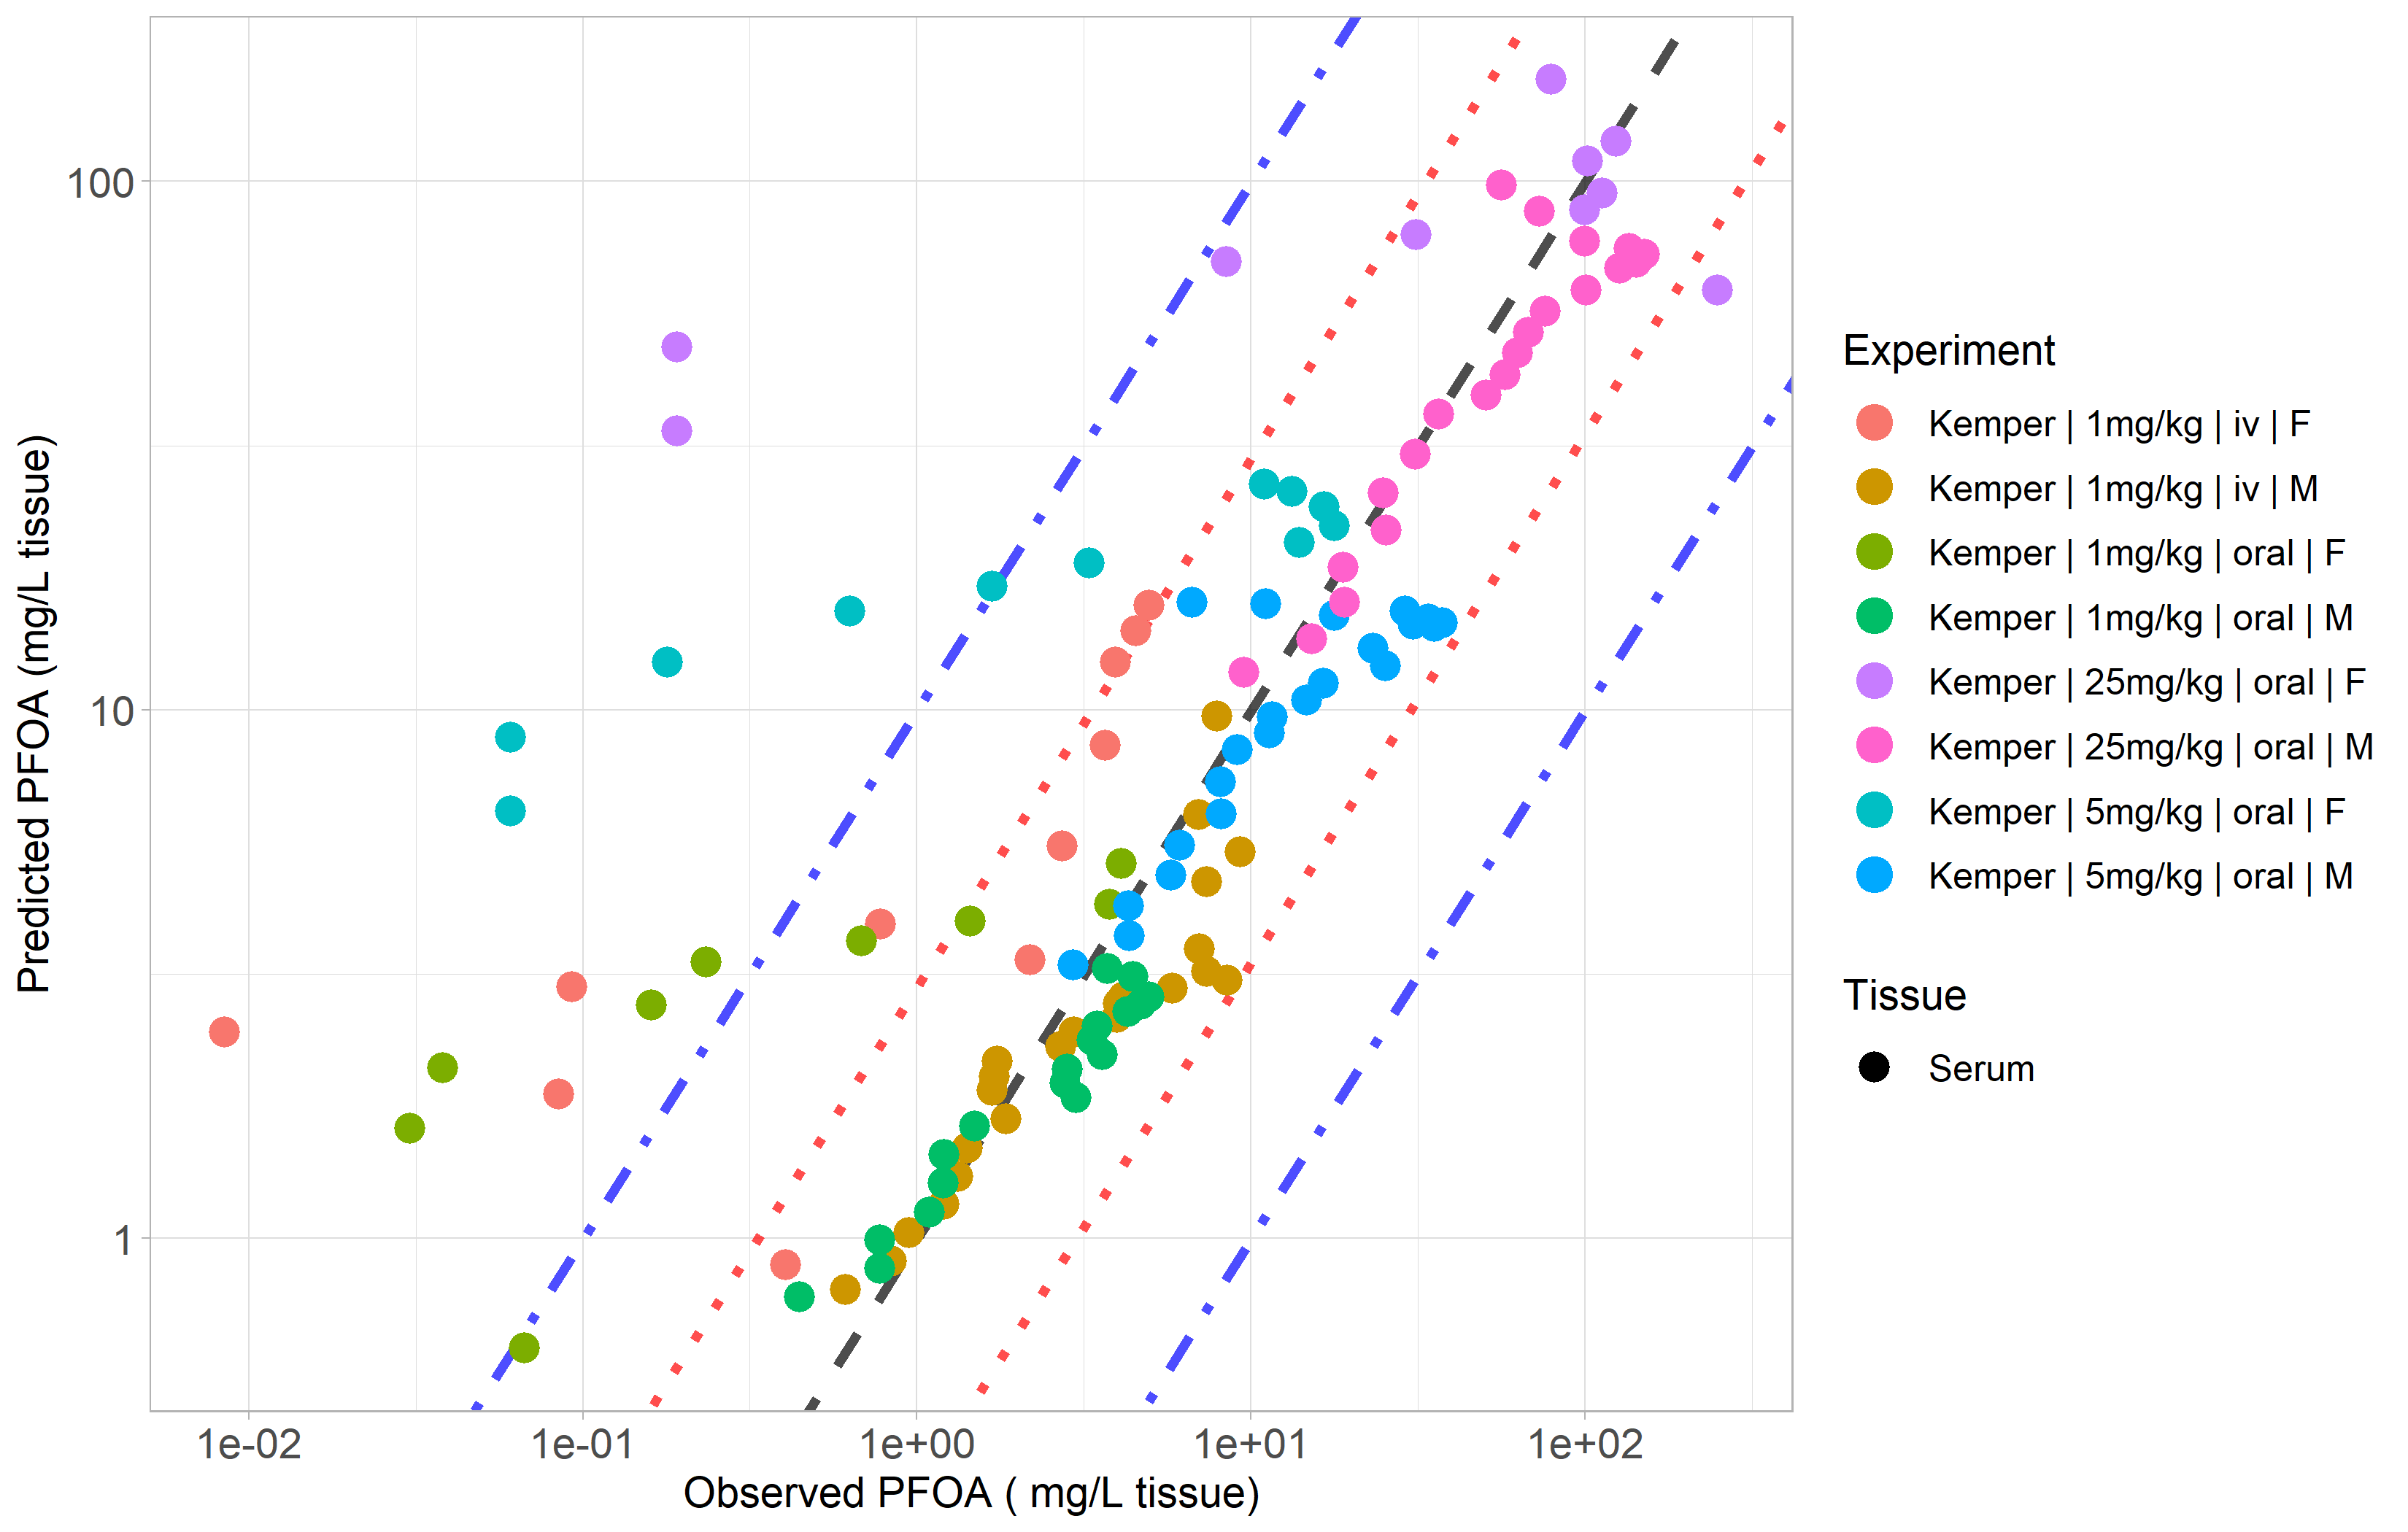 Predicted PFOA (mg/L tissue)
100
10
1
1e-02
1e-01
1e+00
1e+01
1e+02
Observed PFOA ( mg/L tissue)
Experiment
Kemper | 1mg/kg | iv | F
Kemper | 1mg/kg | iv | M
Kemper | 1mg/kg | oral | F
Kemper | 1mg/kg | oral | M
Kemper | 25mg/kg | oral | F
Kemper | 25mg/kg | oral | M
Kemper | 5mg/kg | oral | F
Kemper | 5mg/kg | oral | M
Tissue
Serum